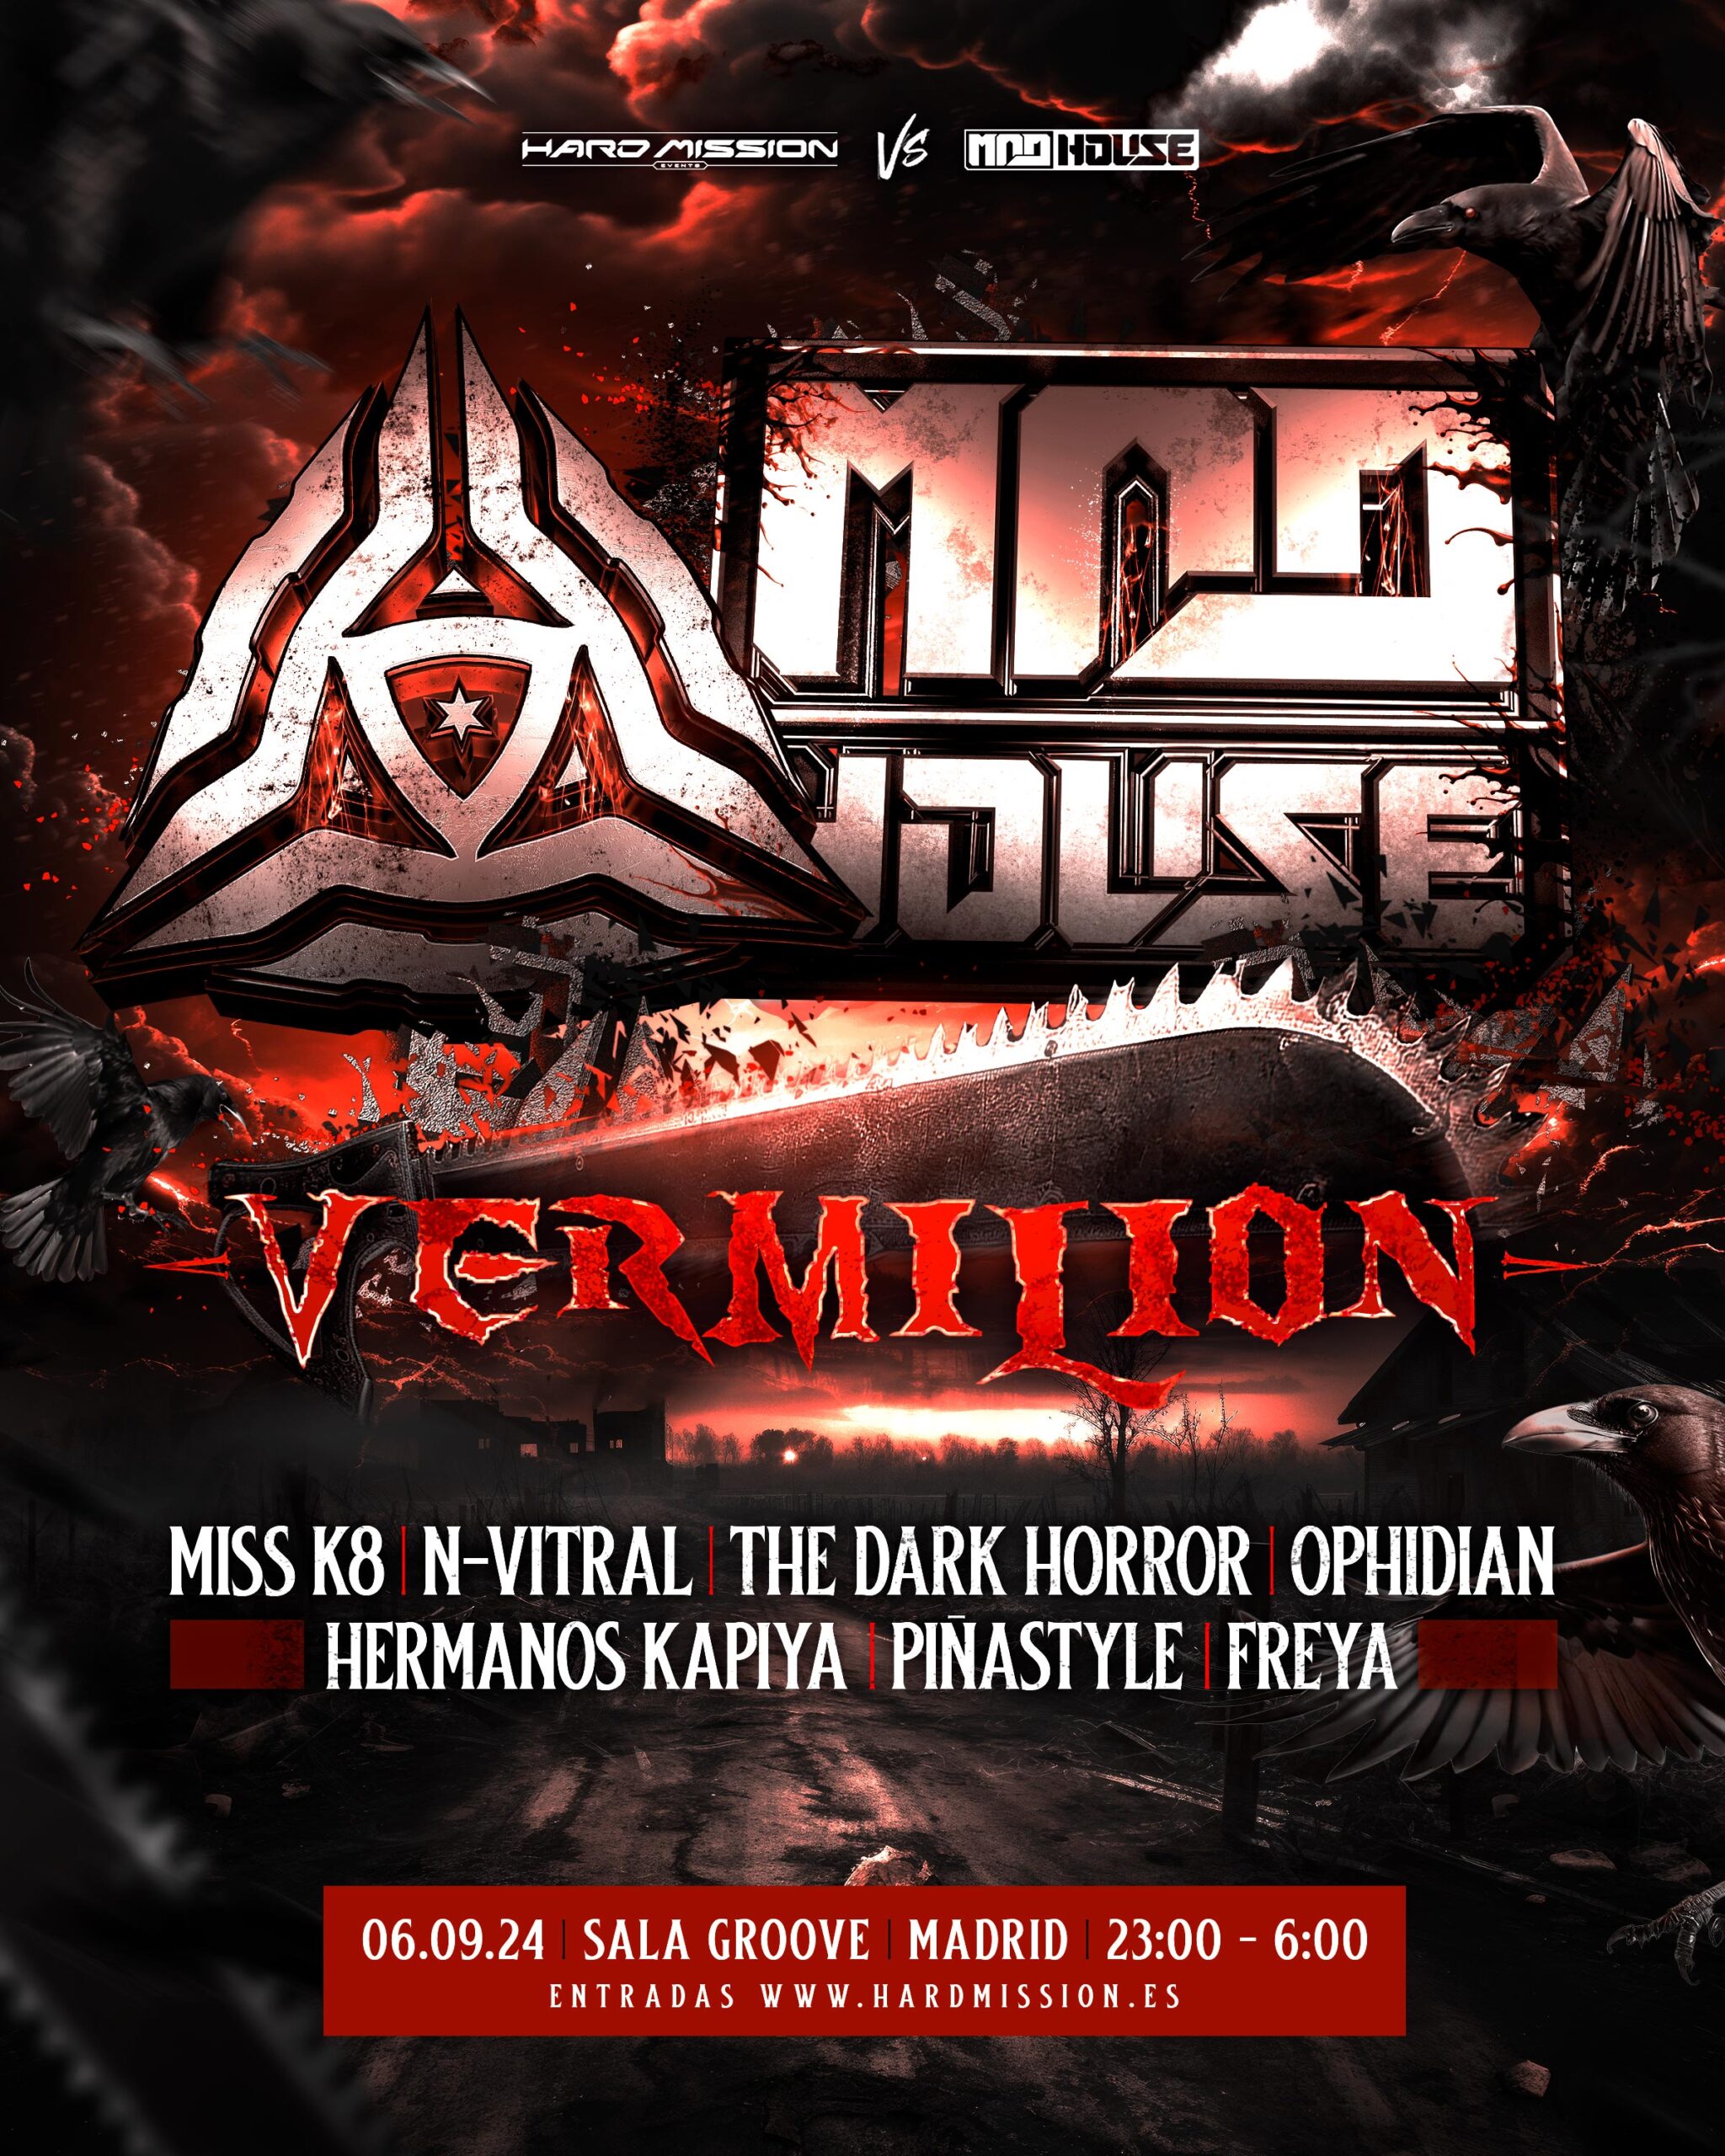 HARD MISSION VS MAD HOUSE
EVENTS
MAD
HOUSE
VERMILION
MISS K8 | N-VITRAL | THE DARK HORROR | OPHIDIAN
HERMANOS KAPIYA | PIÑASTYLE | FREYA
06.09.24 | SALA GROOVE | MADRID | 23:00 - 6:00
ENTRADAS WWW.HARDMISSION.ES